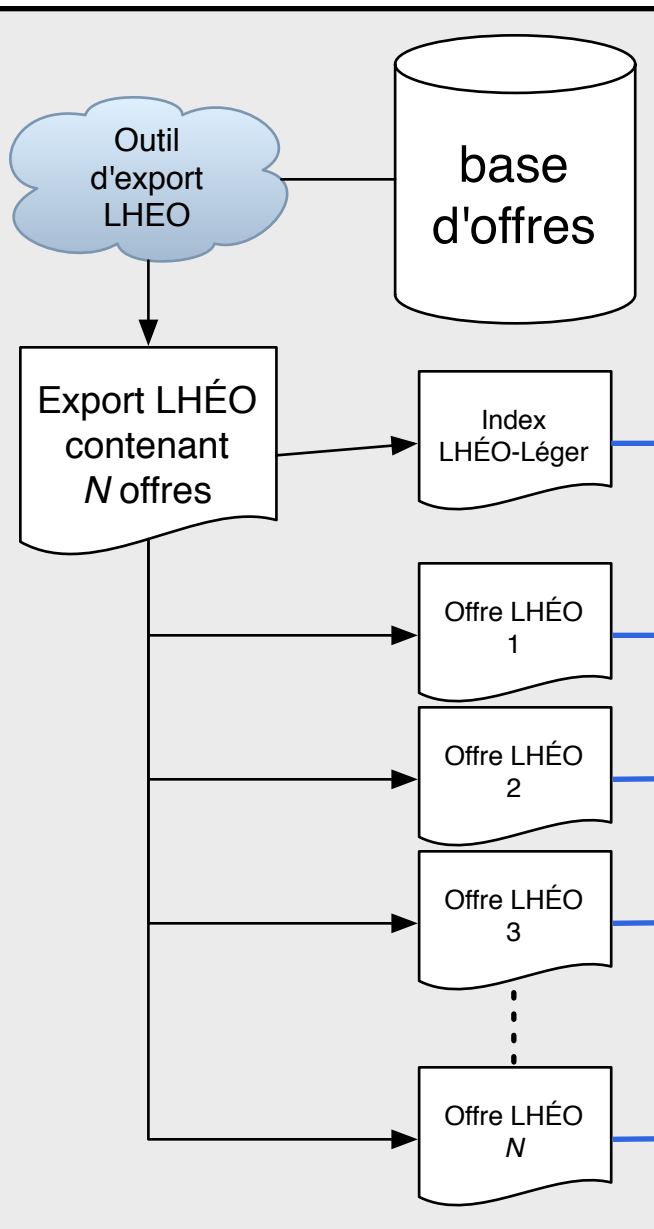 Outil
d'export
LHEO
base
d'offres
Export LHÉO
contenant
N offres
Index
LHÉO-Léger
Offre LHÉO
1
Offre LHÉO
2
Offre LHÉO
3
Offre LHÉO
N